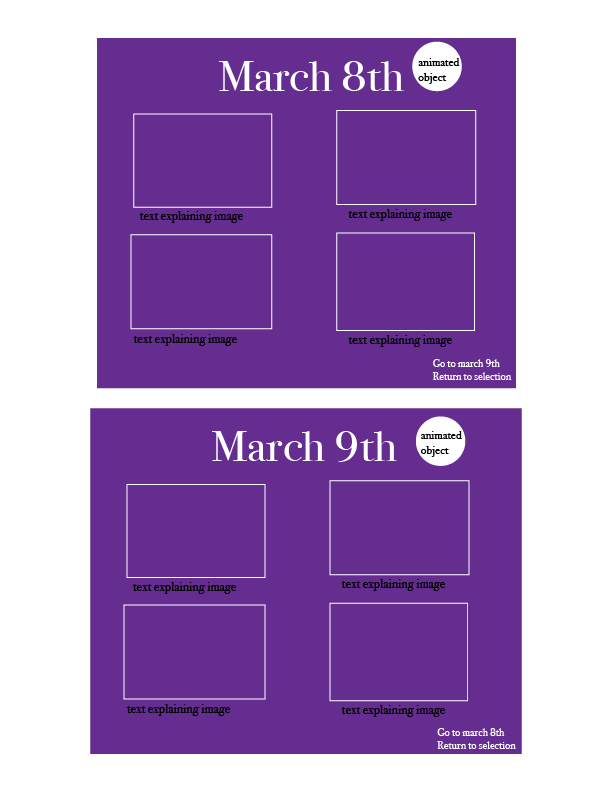 March 8th
animated
object
text explaining image
text explaining image
text explaining image
text explaining image
Go to march 9th
Return to selection
March 9th
animated
object
text explaining image
text explaining image
text explaining image
text explaining image
Go to march 8th
Return to selection